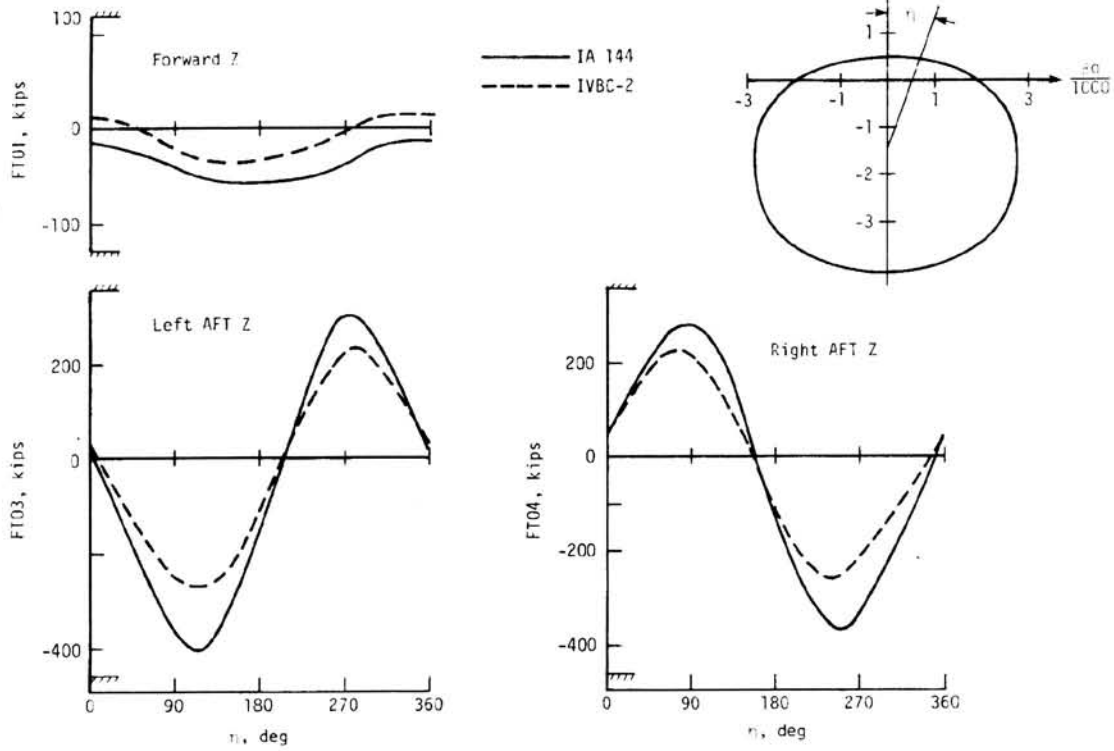 100
Forward Z
0
FT01, kips
-100
IA 144
IVBC-2
η
1
-3
-1
1
3
1000
-1
-2
-3
Left AFT Z
200
0
FT03, kips
-400
0
90
180
270
360
η, deg
Right AFT Z
200
0
FT04, kips
-200
-400
0
90
180
270
360
η, deg